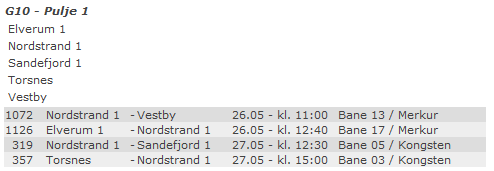 G10 - Pulje 1
Elverum 1
Nordstrand 1
Sandefjord 1
Torsnes
Vestby
1072 Nordstrand 1 - Vestby 26.05 - kl. 11:00 Bane 13 / Merkur
1126 Elverum 1 - Nordstrand 1 26.05 - kl. 12:40 Bane 17 / Merkur
319 Nordstrand 1 - Sandefjord 1 27.05 - kl. 12:30 Bane 05 / Kongsten
357 Torsnes - Nordstrand 1 27.05 - kl. 15:00 Bane 03 / Kongsten